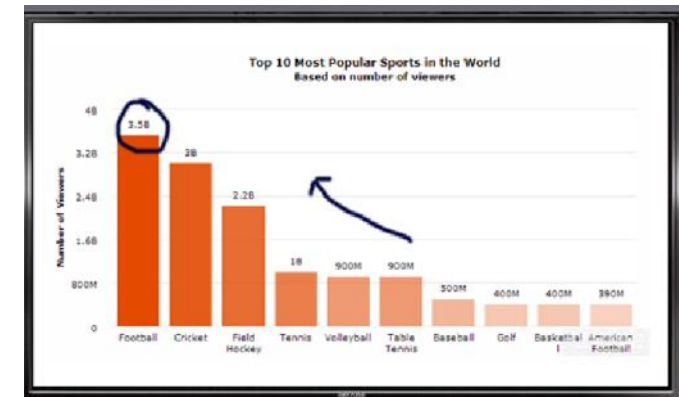 Top 10 Most Popular Sports in the World
Based on number of viewers
Number of Viewers
4B
3.2B
2.4B
1.6B
800M
0
3.5B
3B
2.2B
1B
900M
900M
500M
400M
400M
390M
Football
Cricket
Field
Hockey
Tennis
Volleyball
Table
Tennis
Baseball
Golf
Basketbal
l
American
Football